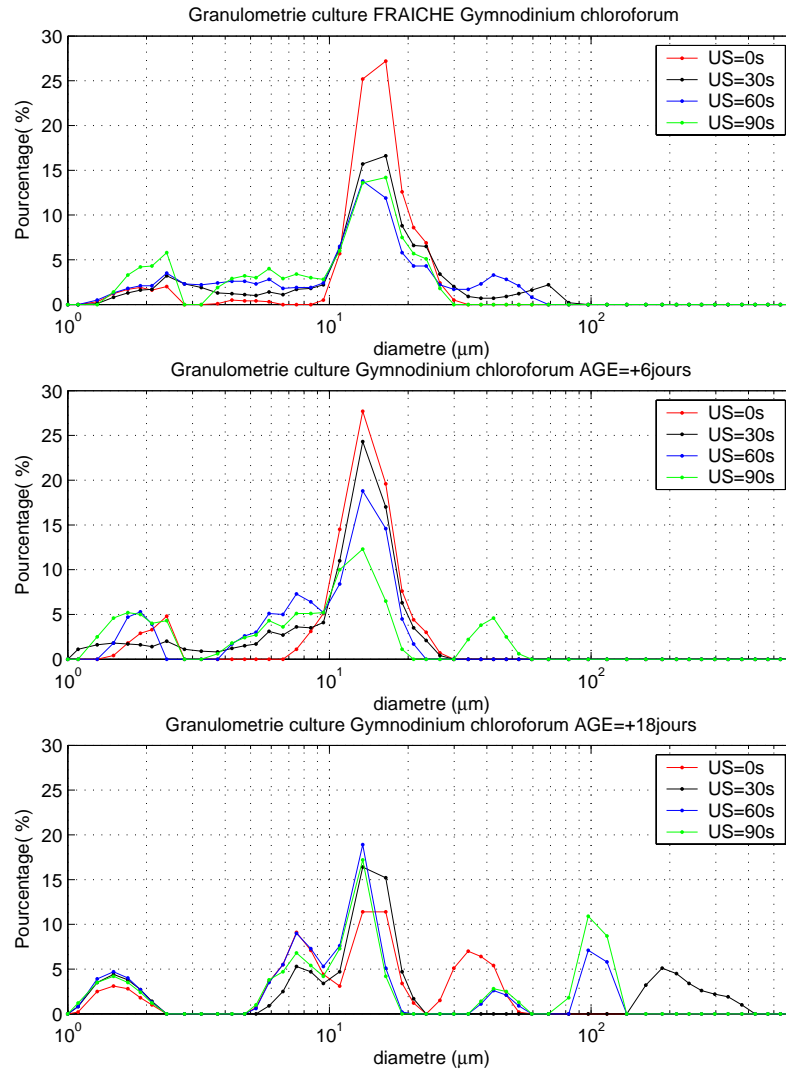 Granulometrie culture FRAICHE Gymnodinium chloroforum
30
25
20
15
10
5
0
Pourcentage( %)
US=0s
US=30s
US=60s
US=90s
10^0
10^1
10^2
diametre (μm)
Granulometrie culture Gymnodinium chloroforum AGE=+6jours
30
25
20
15
10
5
0
Pourcentage( %)
US=0s
US=30s
US=60s
US=90s
10^0
10^1
10^2
diametre (μm)
Granulometrie culture Gymnodinium chloroforum AGE=+18jours
30
25
20
15
10
5
0
Pourcentage( %)
US=0s
US=30s
US=60s
US=90s
10^0
10^1
10^2
diametre (μm)